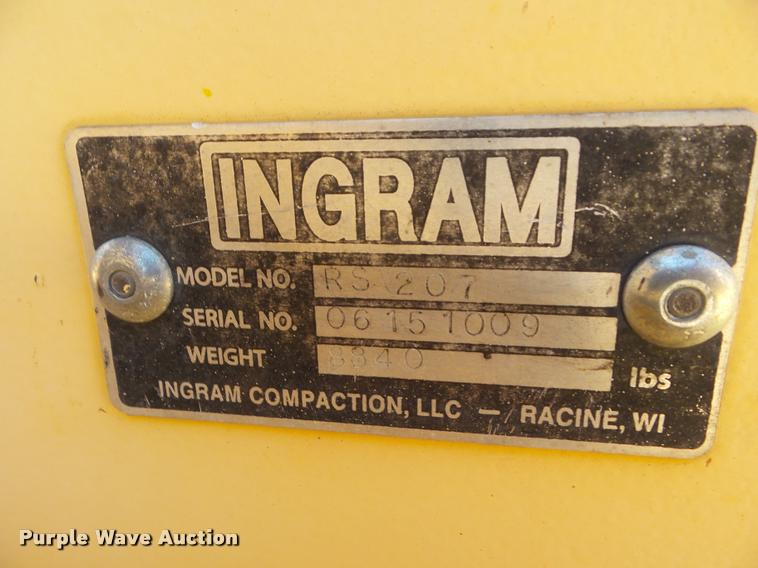 INGRAM
MODEL NO. RS 207
SERIAL NO. 06151009
WEIGHT 8840 lbs
INGRAM COMPACTION, LLC — RACINE, WI
Purple Wave Auction